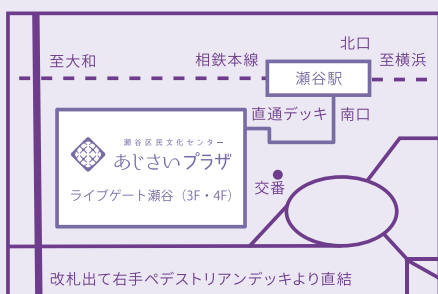 北口
至大和
相鉄本線
至横浜
瀬谷駅
直通デッキ
南口
瀬谷区民文化センター
あじさいプラザ
ライブゲート瀬谷（3F・4F）
交番
改札出て右手ペデストリアンデッキより直結